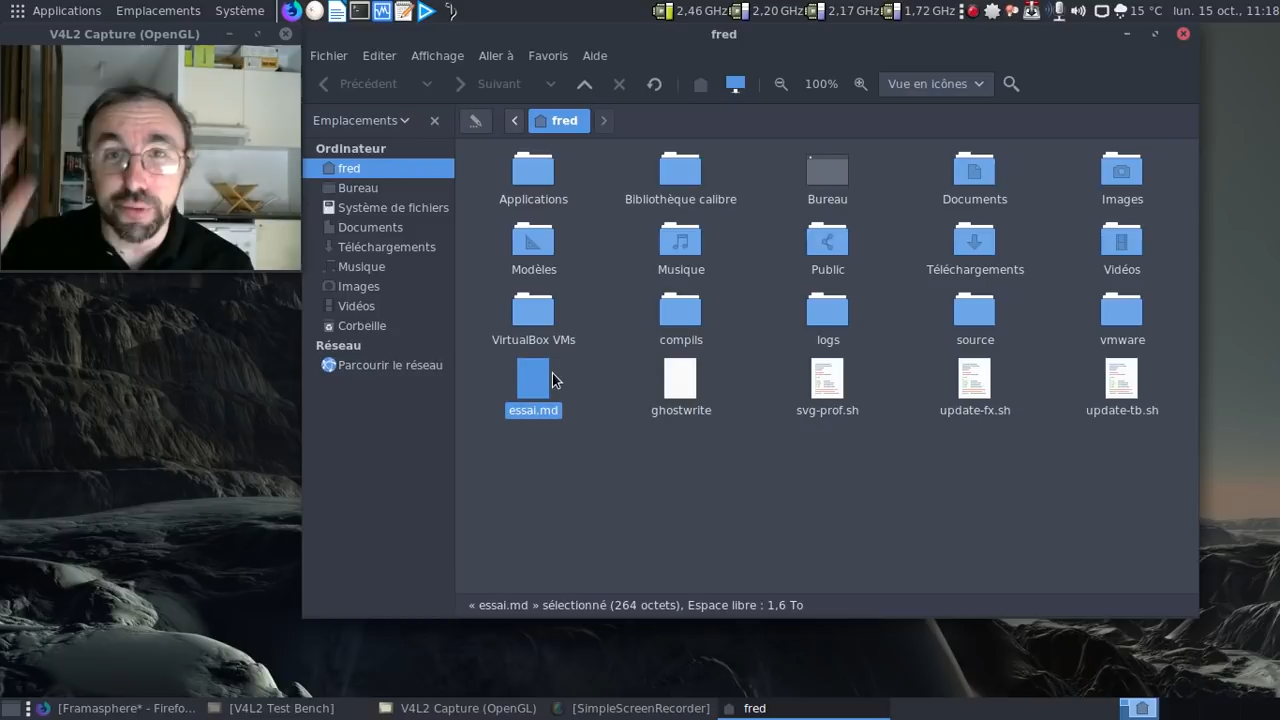 Applications Emplacements Système 2,46 GHz 2,20 GHz 2,17 GHz 1,72 GHz 15 °C lun. 15 oct., 11:18
V4L2 Capture (OpenGL)
fred
Fichier Editer Affichage Aller à Favoris Aide
Précédent Suivant 100% Vue en icônes
Emplacements fred
Ordinateur
fred
Bureau
Système de fichiers
Documents
Téléchargements
Musique
Images
Vidéos
Corbeille
Réseau
Parcourir le réseau
Applications Bibliothèque calibre Bureau Documents Images
Modèles Musique Public Téléchargements Vidéos
VirtualBox VMs compils logs source vmware
essai.md ghostwrite svg-prof.sh update-fx.sh update-tb.sh
« essai.md » sélectionné (264 octets), Espace libre : 1,6 To
[Framasphere* - Firefo... [V4L2 Test Bench] V4L2 Capture (OpenGL) [SimpleScreenRecorder] fred